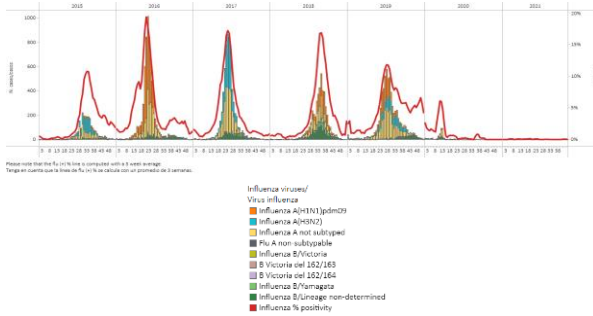 2015 2016 2017 2018 2019 2020 2021
1000
800
600
400
200
0
20%
15%
10%
5%
0%
Please note that the flu (+) % line is computed with a 3 week average.
Tenga en cuenta que la línea de flu (+) % se calcula con un promedio de 3 semanas.
Influenza viruses/
Virus influenza
Influenza A(H1N1)pdm09
Influenza A(H3N2)
Influenza A not subtyped
Flu A non-subtypable
Influenza B/Victoria
B Victoria del 162/163
B Victoria del 162/164
Influenza B/Yamagata
Influenza B/Lineage non-determined
Influenza % positivity